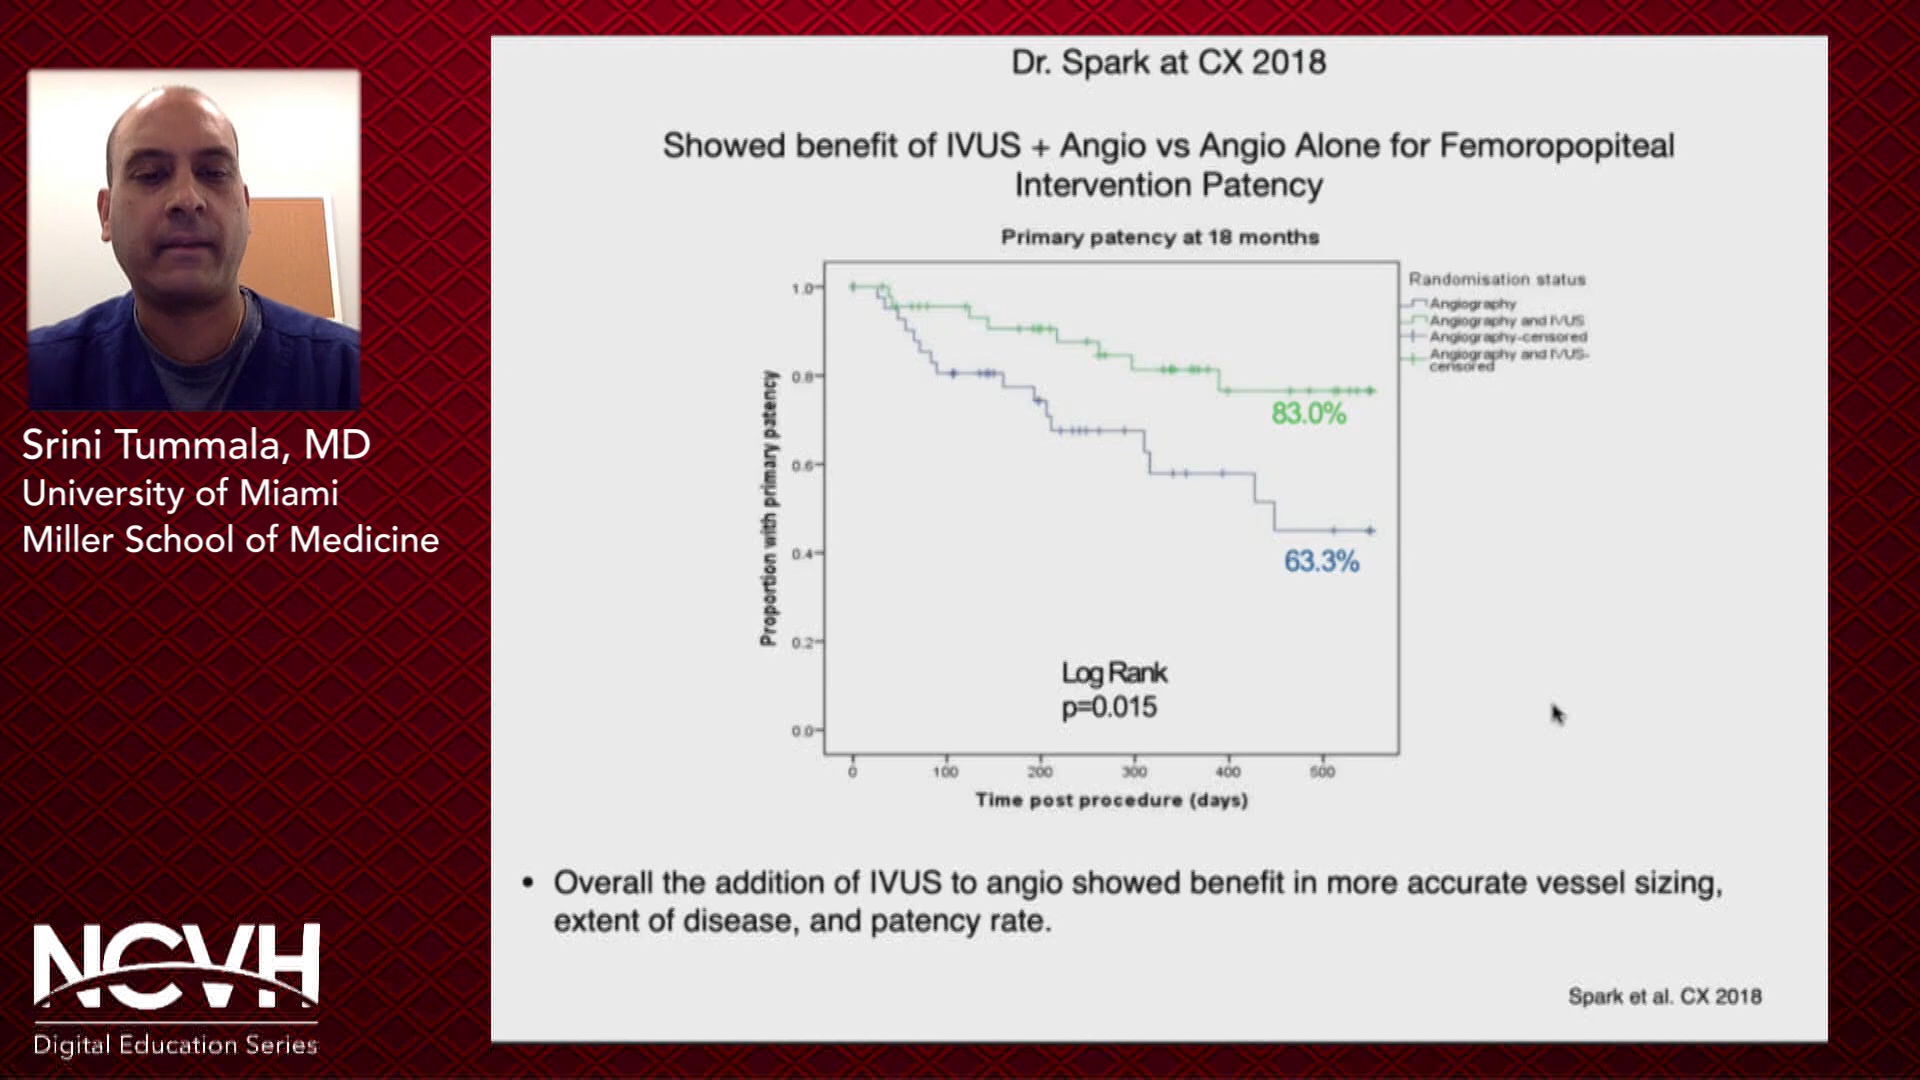 Dr. Spark at CX 2018
Showed benefit of IVUS + Angio vs Angio Alone for Femoropopiteal
Intervention Patency
Primary patency at 18 months
Randomisation status
Angiography
Angiography and IVUS
Angiography-censored
Angiography and IVUS-
censored
Proportion with primary patency
1.0
0.8
0.6
0.4
0.2
0.0
83.0%
63.3%
Log Rank
p=0.015
0 100 200 300 400 500
Time post procedure (days)
• Overall the addition of IVUS to angio showed benefit in more accurate vessel sizing,
extent of disease, and patency rate.
Spark et al. CX 2018
Srini Tummala, MD
University of Miami
Miller School of Medicine
NCVH
Digital Education Series